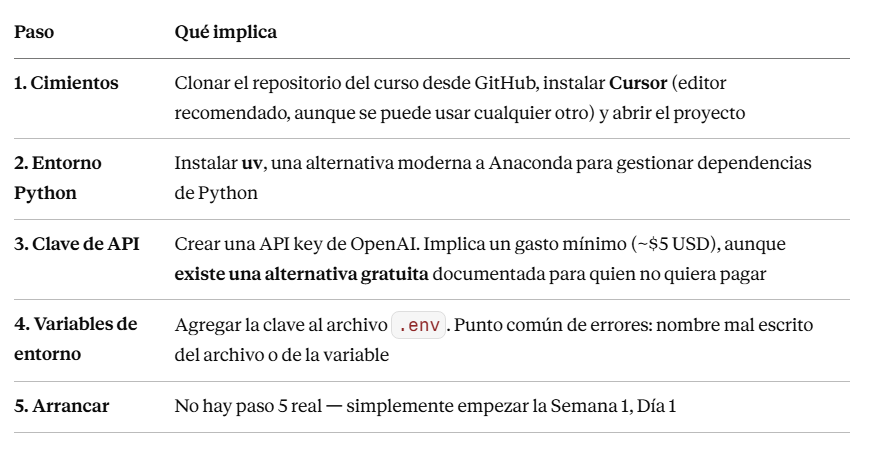 Paso Qué implica
1. Cimientos Clonar el repositorio del curso desde GitHub, instalar Cursor (editor
recomendado, aunque se puede usar cualquier otro) y abrir el proyecto
2. Entorno Instalar uv, una alternativa moderna a Anaconda para gestionar dependencias
Python de Python
3. Clave de API Crear una API key de OpenAI. Implica un gasto mínimo (~$5 USD), aunque
existe una alternativa gratuita documentada para quien no quiera pagar
4. Variables de Agregar la clave al archivo .env. Punto común de errores: nombre mal escrito
entorno del archivo o de la variable
5. Arrancar No hay paso 5 real — simplemente empezar la Semana 1, Día 1